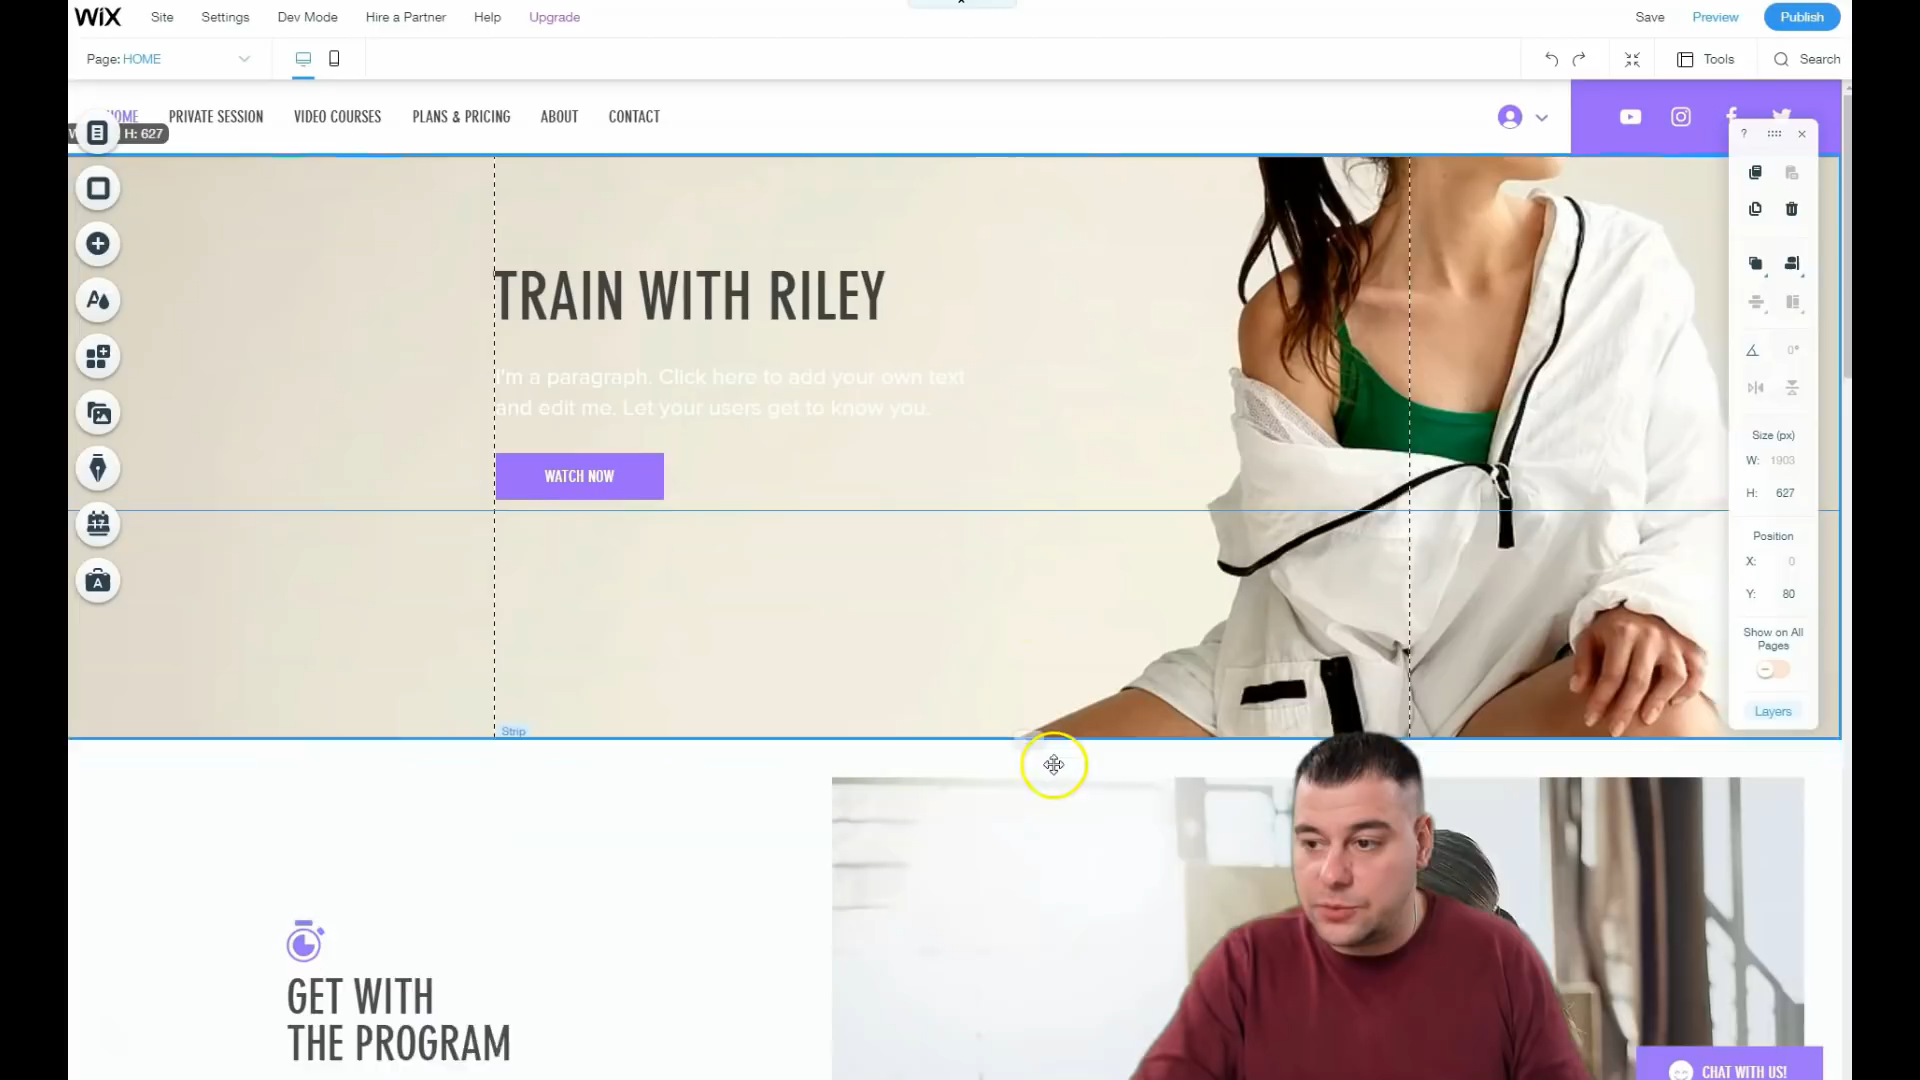 WiX Site Settings Dev Mode Hire a Partner Help Upgrade Save Preview Publish
Page: HOME Tools Search
HOME PRIVATE SESSION VIDEO COURSES PLANS & PRICING ABOUT CONTACT
W H: 627
?
TRAIN WITH RILEY
I'm a paragraph. Click here to add your own text
and edit me. Let your users get to know you.
WATCH NOW
17
A
0°
Size (px)
W: 1903
H: 627
Position
X: 0
Y: 80
Show on All
Pages
Layers
Strip
GET WITH
THE PROGRAM
CHAT WITH US!